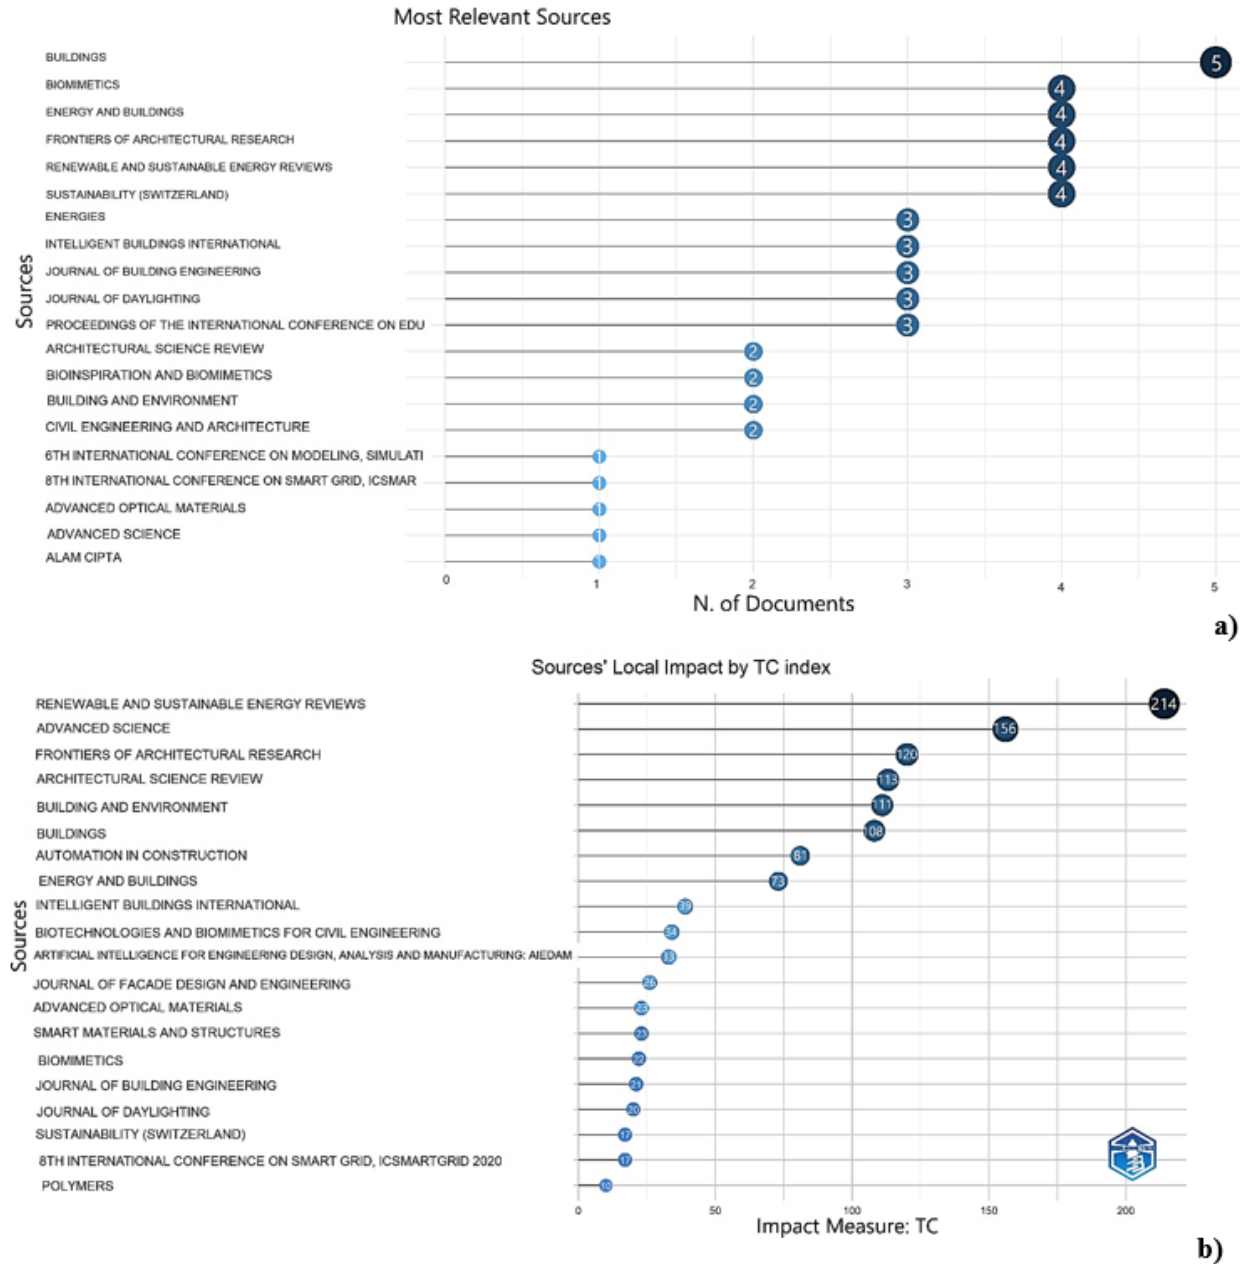 Most Relevant Sources
BUILDINGS
5
BIOMIMETICS
4
ENERGY AND BUILDINGS
4
FRONTIERS OF ARCHITECTURAL RESEARCH
4
RENEWABLE AND SUSTAINABLE ENERGY REVIEWS
4
SUSTAINABILITY (SWITZERLAND)
4
ENERGIES
3
INTELLIGENT BUILDINGS INTERNATIONAL
3
JOURNAL OF BUILDING ENGINEERING
3
JOURNAL OF DAYLIGHTING
3
PROCEEDINGS OF THE INTERNATIONAL CONFERENCE ON EDU
3
ARCHITECTURAL SCIENCE REVIEW
2
BIOINSPIRATION AND BIOMIMETICS
2
BUILDING AND ENVIRONMENT
2
CIVIL ENGINEERING AND ARCHITECTURE
2
6TH INTERNATIONAL CONFERENCE ON MODELING, SIMULATI
1
8TH INTERNATIONAL CONFERENCE ON SMART GRID, ICSMAR
1
ADVANCED OPTICAL MATERIALS
1
ADVANCED SCIENCE
1
ALAM CIPTA
1
Sources
0 1 2 3 4 5
N. of Documents
a)
Sources' Local Impact by TC index
RENEWABLE AND SUSTAINABLE ENERGY REVIEWS
214
ADVANCED SCIENCE
156
FRONTIERS OF ARCHITECTURAL RESEARCH
120
ARCHITECTURAL SCIENCE REVIEW
113
BUILDING AND ENVIRONMENT
111
BUILDINGS
108
AUTOMATION IN CONSTRUCTION
81
ENERGY AND BUILDINGS
73
INTELLIGENT BUILDINGS INTERNATIONAL
39
BIOTECHNOLOGIES AND BIOMIMETICS FOR CIVIL ENGINEERING
34
ARTIFICIAL INTELLIGENCE FOR ENGINEERING DESIGN, ANALYSIS AND MANUFACTURING: AIEDAM
33
JOURNAL OF FACADE DESIGN AND ENGINEERING
26
ADVANCED OPTICAL MATERIALS
23
SMART MATERIALS AND STRUCTURES
23
BIOMIMETICS
22
JOURNAL OF BUILDING ENGINEERING
21
JOURNAL OF DAYLIGHTING
20
SUSTAINABILITY (SWITZERLAND)
17
8TH INTERNATIONAL CONFERENCE ON SMART GRID, ICSMARTGRID 2020
17
POLYMERS
10
Sources
0 50 100 150 200
Impact Measure: TC
b)